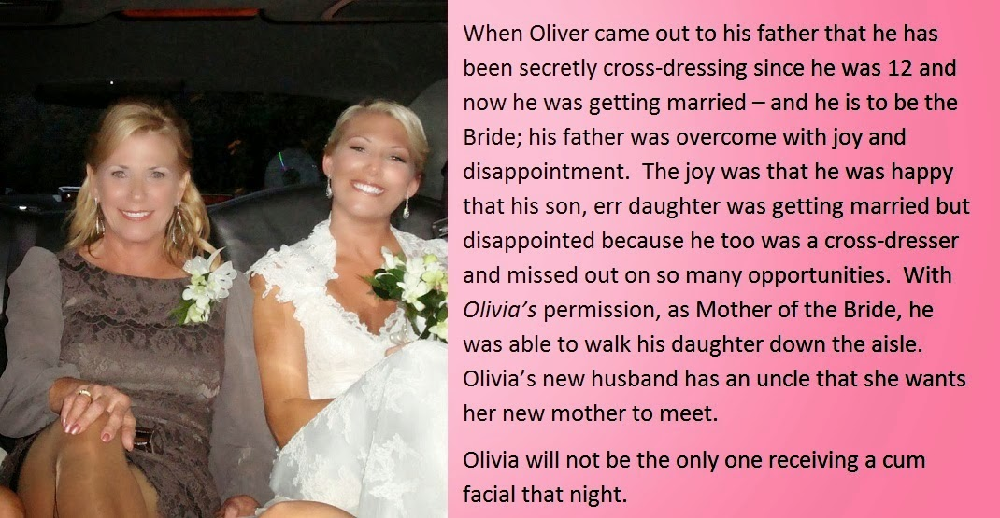 When Oliver came out to his father that he has
been secretly cross-dressing since he was 12 and
now he was getting married – and he is to be the
Bride; his father was overcome with joy and
disappointment.  The joy was that he was happy
that his son, err daughter was getting married but
disappointed because he too was a cross-dresser
and missed out on so many opportunities.  With
Olivia’s permission, as Mother of the Bride, he
was able to walk his daughter down the aisle.
Olivia’s new husband has an uncle that she wants
her new mother to meet.
Olivia will not be the only one receiving a cum
facial that night.